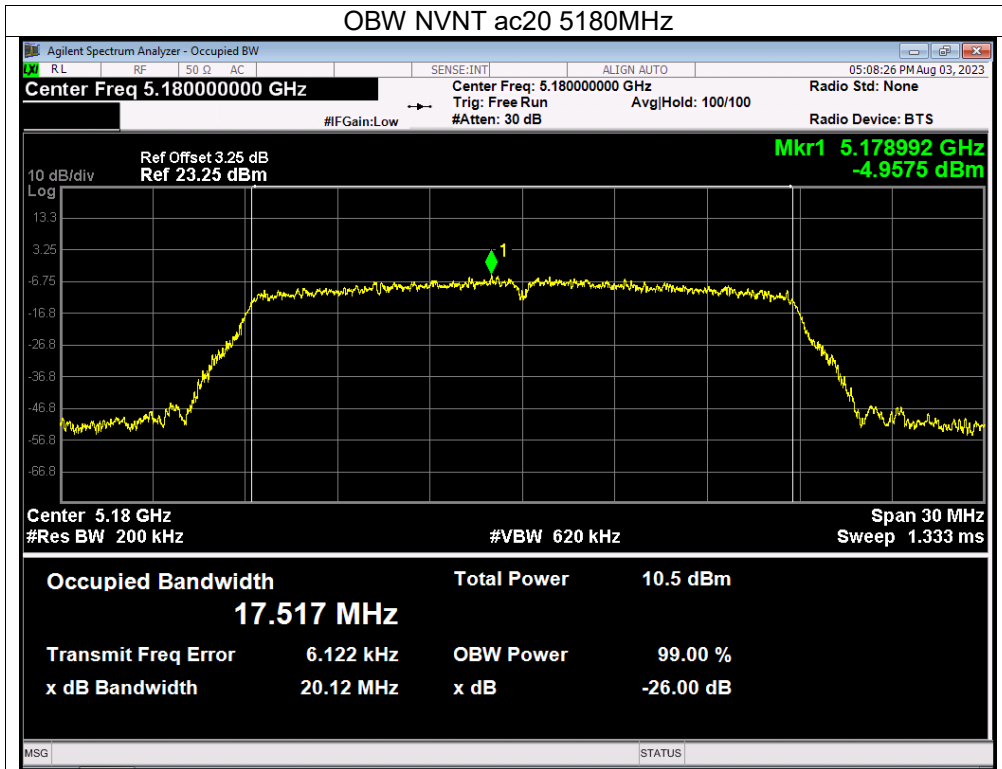 OBW NVNT ac20 5180MHz
Agilent Spectrum Analyzer - Occupied BW
LXI RL RF 50 Ω AC SENSE:INT ALIGN AUTO 05:08:26 PM Aug 03, 2023
Center Freq 5.180000000 GHz Center Freq: 5.180000000 GHz Radio Std: None
Trig: Free Run Avg|Hold: 100/100
#IFGain:Low #Atten: 30 dB Radio Device: BTS
Ref Offset 3.25 dB Mkr1 5.178992 GHz
10 dB/div Ref 23.25 dBm -4.9575 dBm
Log
13.3
3.25
1
-6.75
-16.8
-26.8
-36.8
-46.8
-56.8
-66.8
Center 5.18 GHz Span 30 MHz
#Res BW 200 kHz #VBW 620 kHz Sweep 1.333 ms
Occupied Bandwidth Total Power 10.5 dBm
17.517 MHz
Transmit Freq Error 6.122 kHz OBW Power 99.00 %
x dB Bandwidth 20.12 MHz x dB -26.00 dB
MSG STATUS